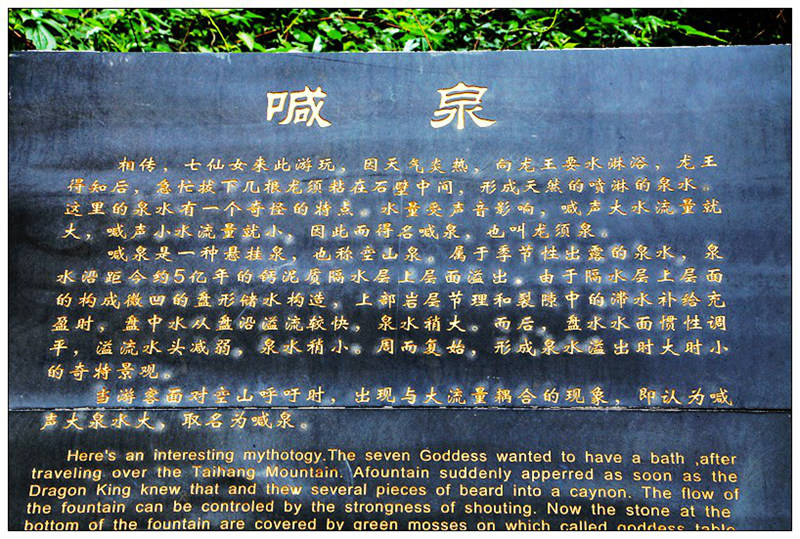 喊 泉
相传，七仙女来此游玩，因天气炎热，向龙王要水淋浴，龙王
得知后，急忙拔下几根龙须粘在石壁中间，形成天然的喷淋的泉水。
这里的泉水有一个奇怪的特点。水量受声音影响，喊声大水流量就
大，喊声小水流量就小，因此而得名喊泉，也叫龙须泉。
喊泉是一种悬挂泉，也称空山泉。属于季节性出露的泉水，泉
水沿距今约5亿年的钙泥质隔水层上层面溢出。由于隔水层上层面
的构成微凹的盘形储水构造，上部岩层节理和裂隙中的滞水补给充
盈时，盘中水从盘沿溢流较快，泉水稍大。而后，盘水水面惯性调
平，溢流水头减弱，泉水稍小。周而复始，形成泉水溢出时大时小
的奇特景观。
当游客面对空山呼吁时，出现与大流量耦合的现象，即认为喊
声大泉水大，取名为喊泉。
Here's an interesting mythotogy.The seven Goddess wanted to have a bath ,after
traveling over the Taihang Mountain. Afountain suddenly apperred as soon as the
Dragon King knew that and thew several pieces of beard into a caynon. The flow of
the fountain can be controled by the strongness of shouting. Now the stone at the
bottom of the fountain are covered by green mosses on which called goddess table